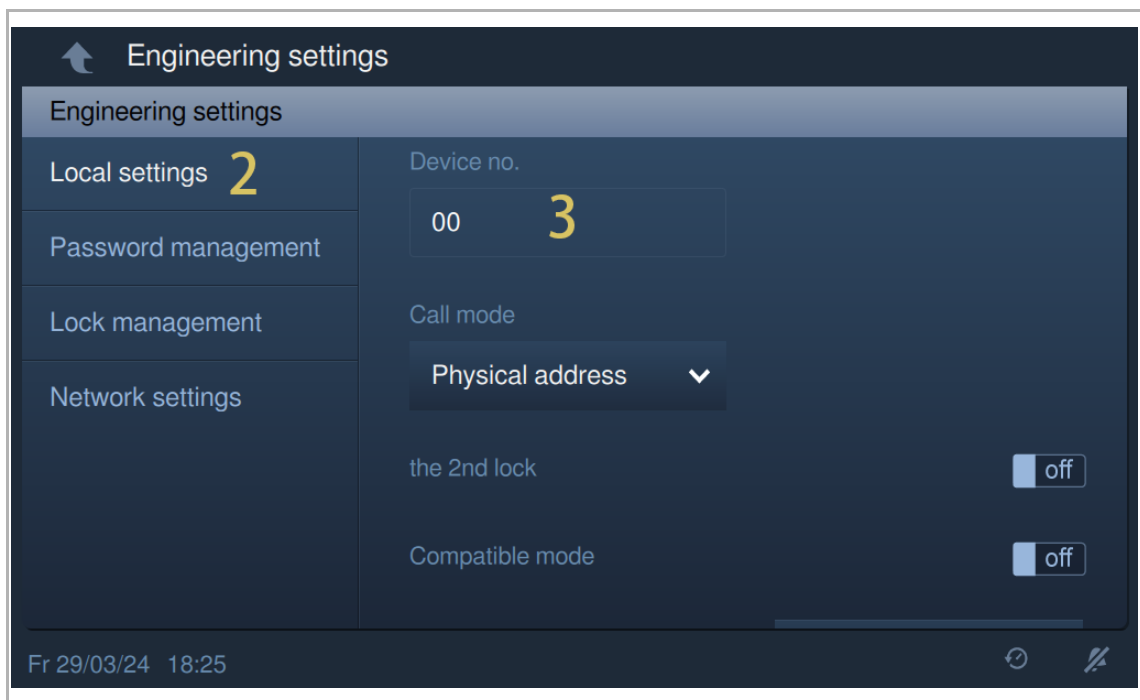 Engineering settings
Engineering settings
Local settings 2
Password management
Lock management
Network settings
Device no.
00 3
Call mode
Physical address
the 2nd lock
off
Compatible mode
off
Fr 29/03/24 18:25